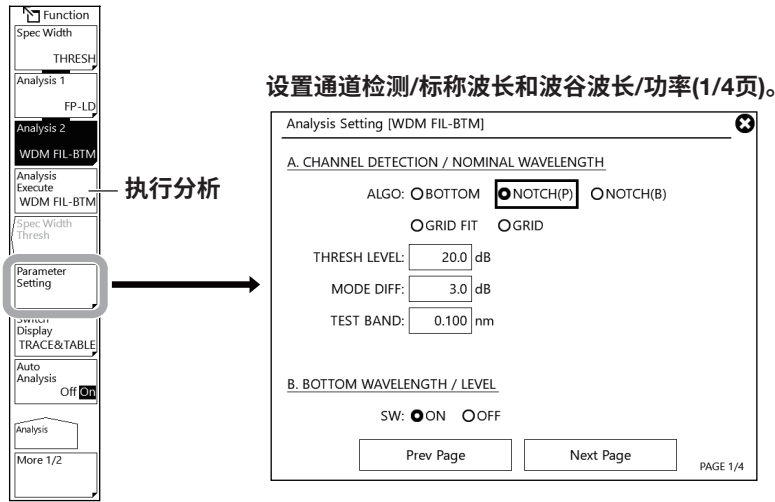 Function
Spec Width
THRESH
Analysis 1
FP-LD
Analysis 2
WDM FIL-BTM
Analysis
Execute
WDM FIL-BTM
执行分析
Spec Width
Thresh
Parameter
Setting
Switch
Display
TRACE&TABLE
Auto
Analysis
Off On
Analysis
More 1/2
设置通道检测/标称波长和波谷波长/功率(1/4页)。
Analysis Setting [WDM FIL-BTM]
A. CHANNEL DETECTION / NOMINAL WAVELENGTH
ALGO: BOTTOM NOTCH(P) NOTCH(B)
GRID FIT GRID
THRESH LEVEL: 20.0 dB
MODE DIFF: 3.0 dB
TEST BAND: 0.100 nm
B. BOTTOM WAVELENGTH / LEVEL
SW: ON OFF
Prev Page Next Page
PAGE 1/4